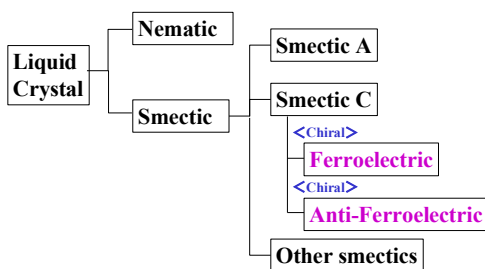 Nematic
Liquid
Crystal
Smectic
Smectic A
Smectic C
<Chiral>
Ferroelectric
<Chiral>
Anti-Ferroelectric
Other smectics